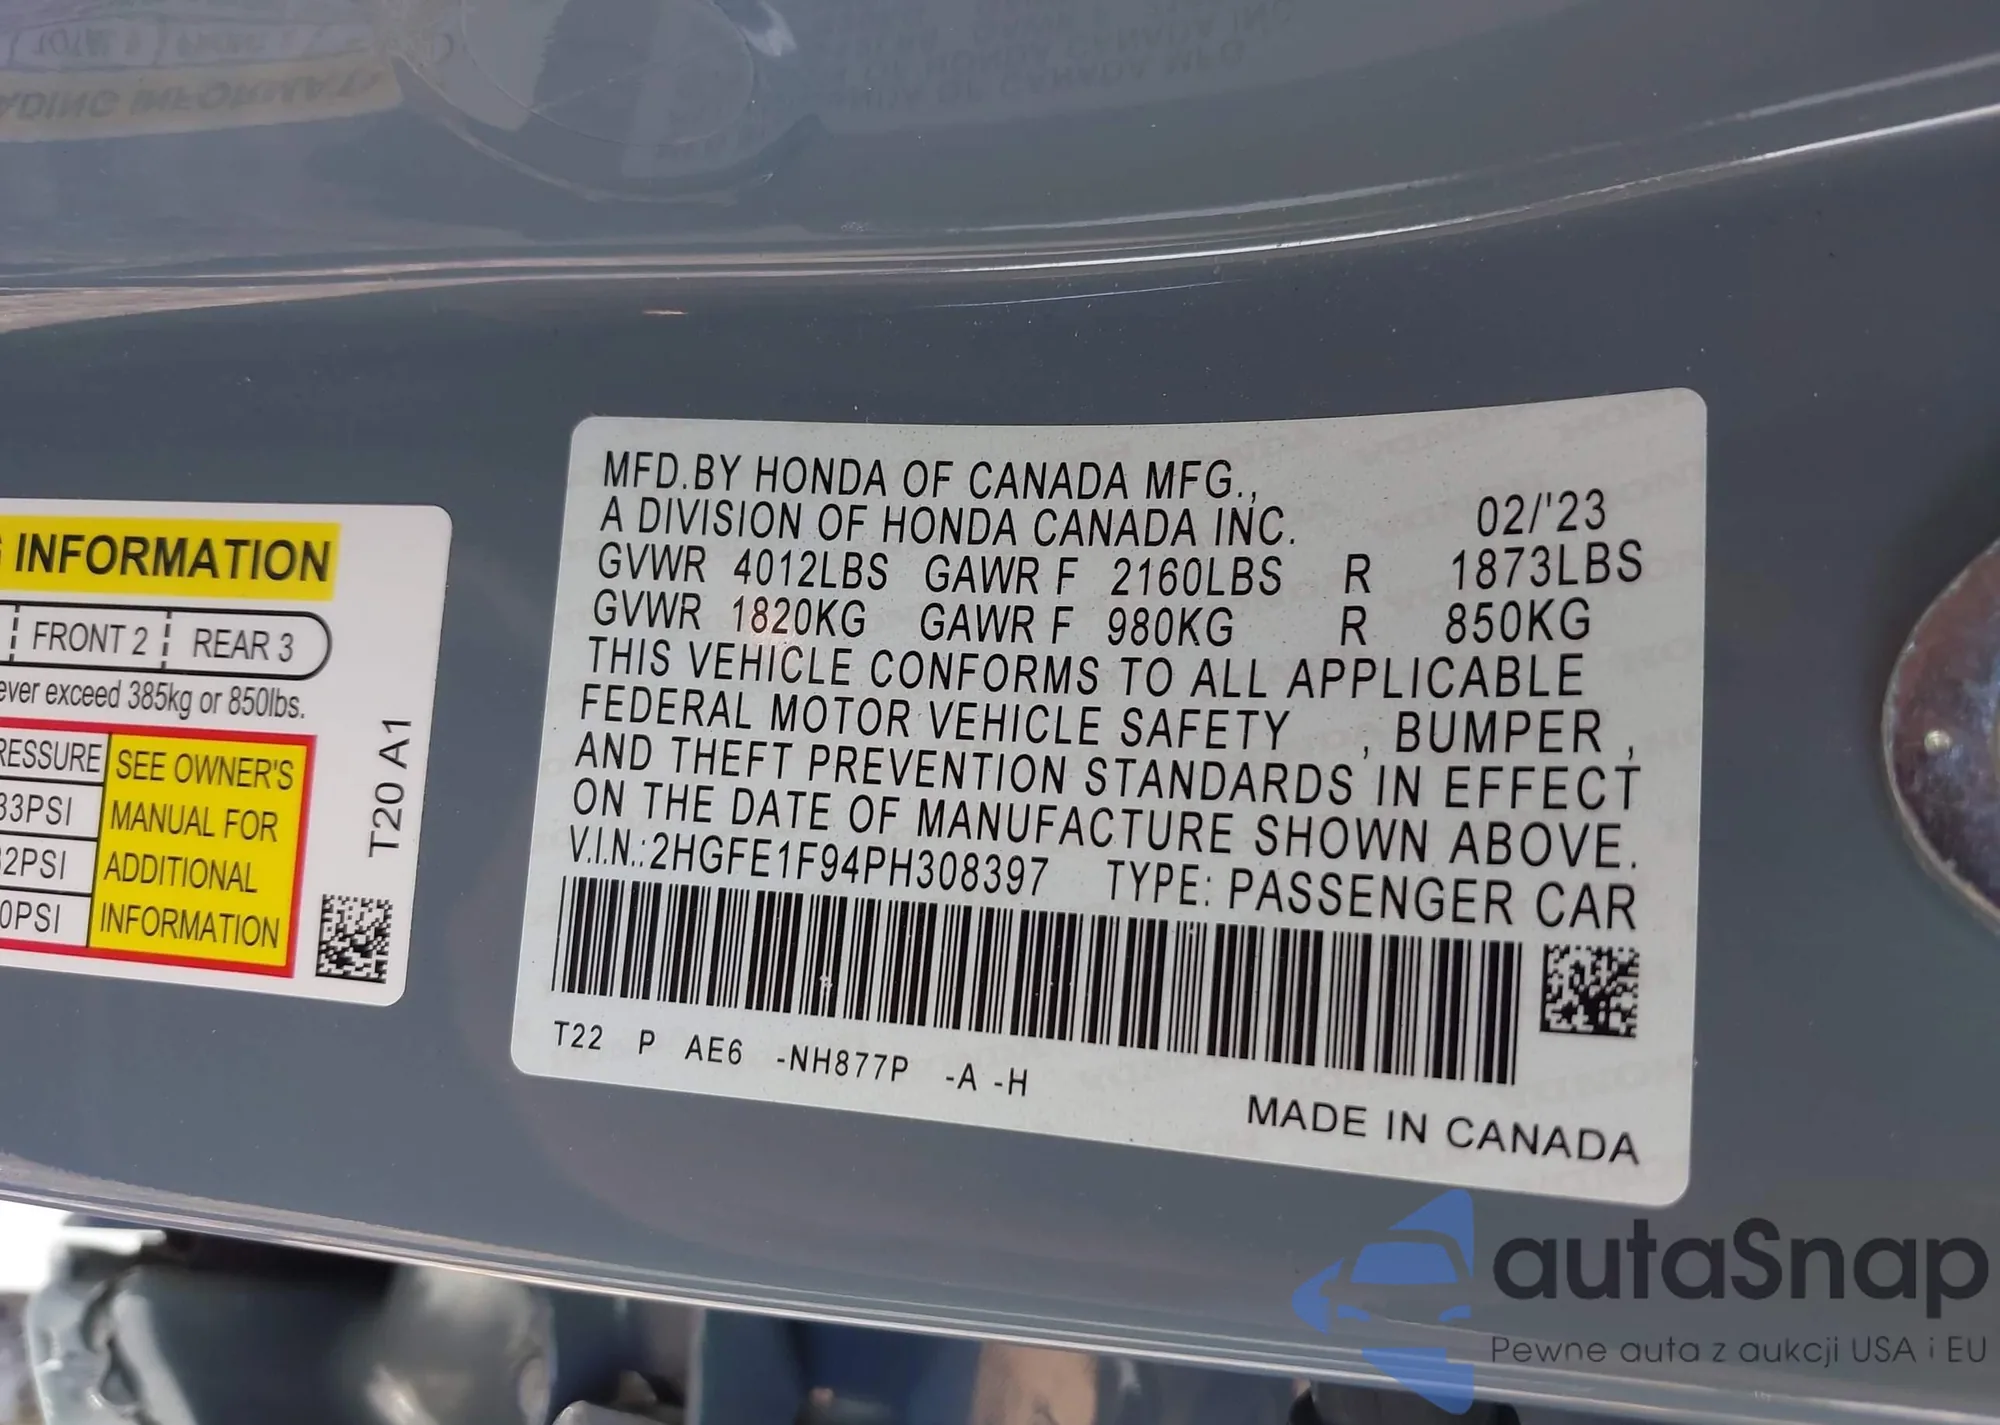 INFORMATION
FRONT 2 REAR 3
ever exceed 385kg or 850lbs.
RESSURE
33PSI
2PSI
0PSI
SEE OWNER'S
MANUAL FOR
ADDITIONAL
INFORMATION
T20 A1
MFD.BY HONDA OF CANADA MFG.,
A DIVISION OF HONDA CANADA INC. 02/'23
GVWR 4012LBS GAWR F 2160LBS R 1873LBS
GVWR 1820KG GAWR F 980KG R 850KG
THIS VEHICLE CONFORMS TO ALL APPLICABLE
FEDERAL MOTOR VEHICLE SAFETY , BUMPER ,
AND THEFT PREVENTION STANDARDS IN EFFECT
ON THE DATE OF MANUFACTURE SHOWN ABOVE.
V.I.N.:2HGFE1F94PH308397 TYPE: PASSENGER CAR
T22 P AE6 -NH877P -A -H
MADE IN CANADA
autaSnap
Pewne auta z aukcji USA i EU